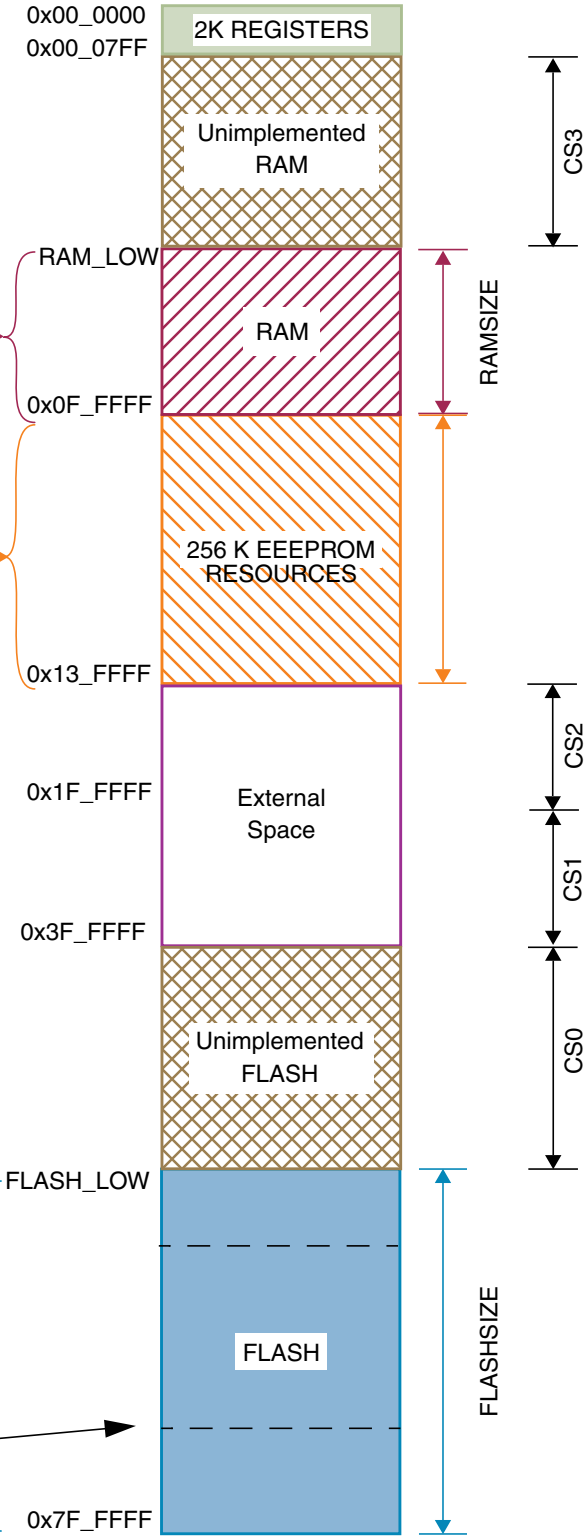 0x00_0000
2K REGISTERS
0x00_07FF
Unimplemented
RAM
CS3
RAM_LOW
RAM
RAMSIZE
0x0F_FFFF
256 K EEEPROM
RESOURCES
0x13_FFFF
CS2
0x1F_FFFF
External
Space
CS1
0x3F_FFFF
Unimplemented
FLASH
CS0
FLASH_LOW
FLASH
FLASHSIZE
0x7F_FFFF